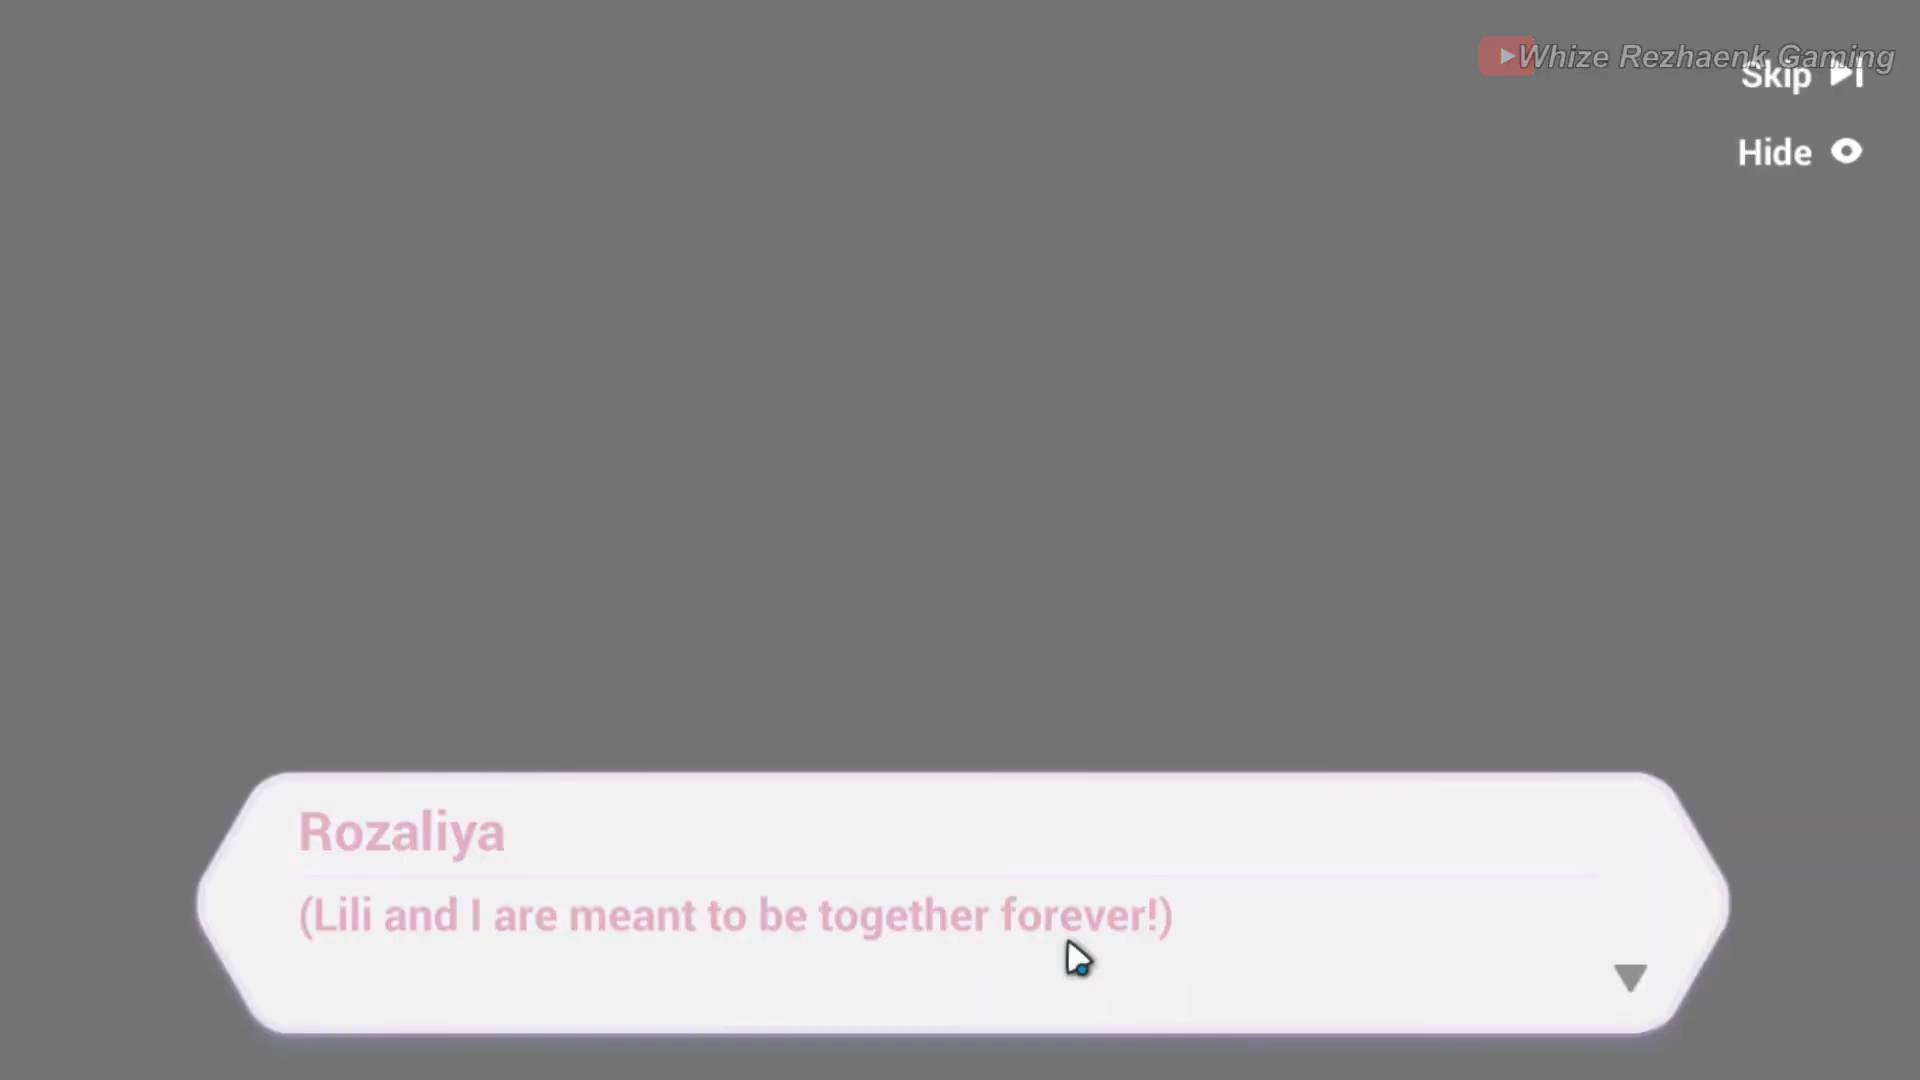 Whize Rezhaenk Gaming
Skip
Hide
Rozaliya
(Lili and I are meant to be together forever!)